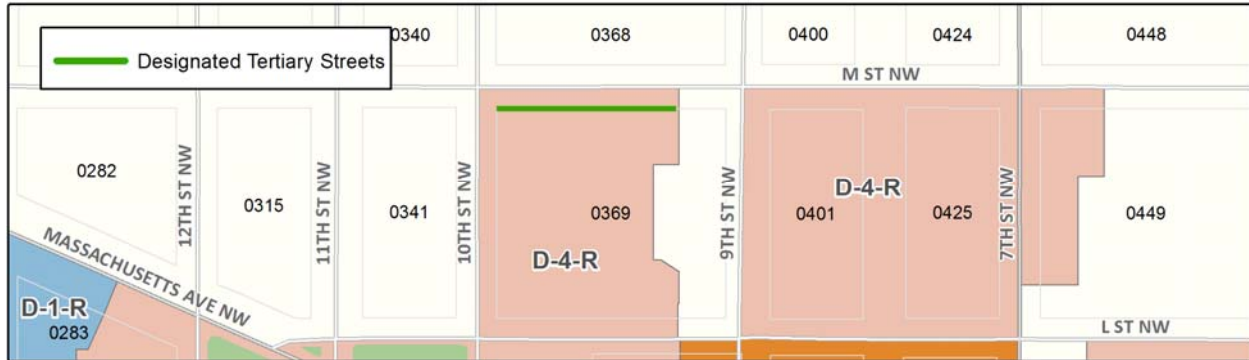 0340
0368
0400
0424
0448
Designated Tertiary Streets
M ST NW
0282
0315
0341
0369
0401
0425
0449
12TH ST NW
11TH ST NW
10TH ST NW
9TH ST NW
7TH ST NW
D-4-R
D-4-R
MASSACHUSETTS AVE NW
D-1-R
0283
L ST NW